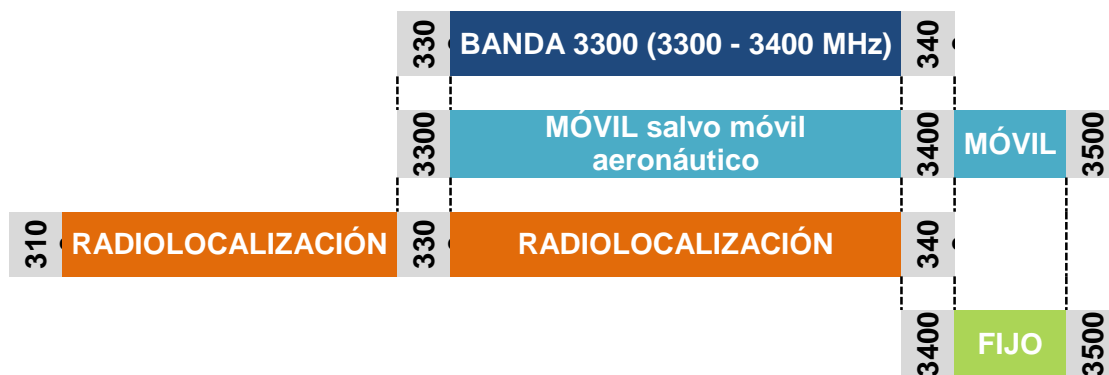 330
BANDA 3300 (3300 - 3400 MHz)
340
3300
MÓVIL salvo móvil
aeronáutico
3400
MÓVIL
3500
310
RADIOLOCALIZACIÓN
330
RADIOLOCALIZACIÓN
340
3400
FIJO
3500